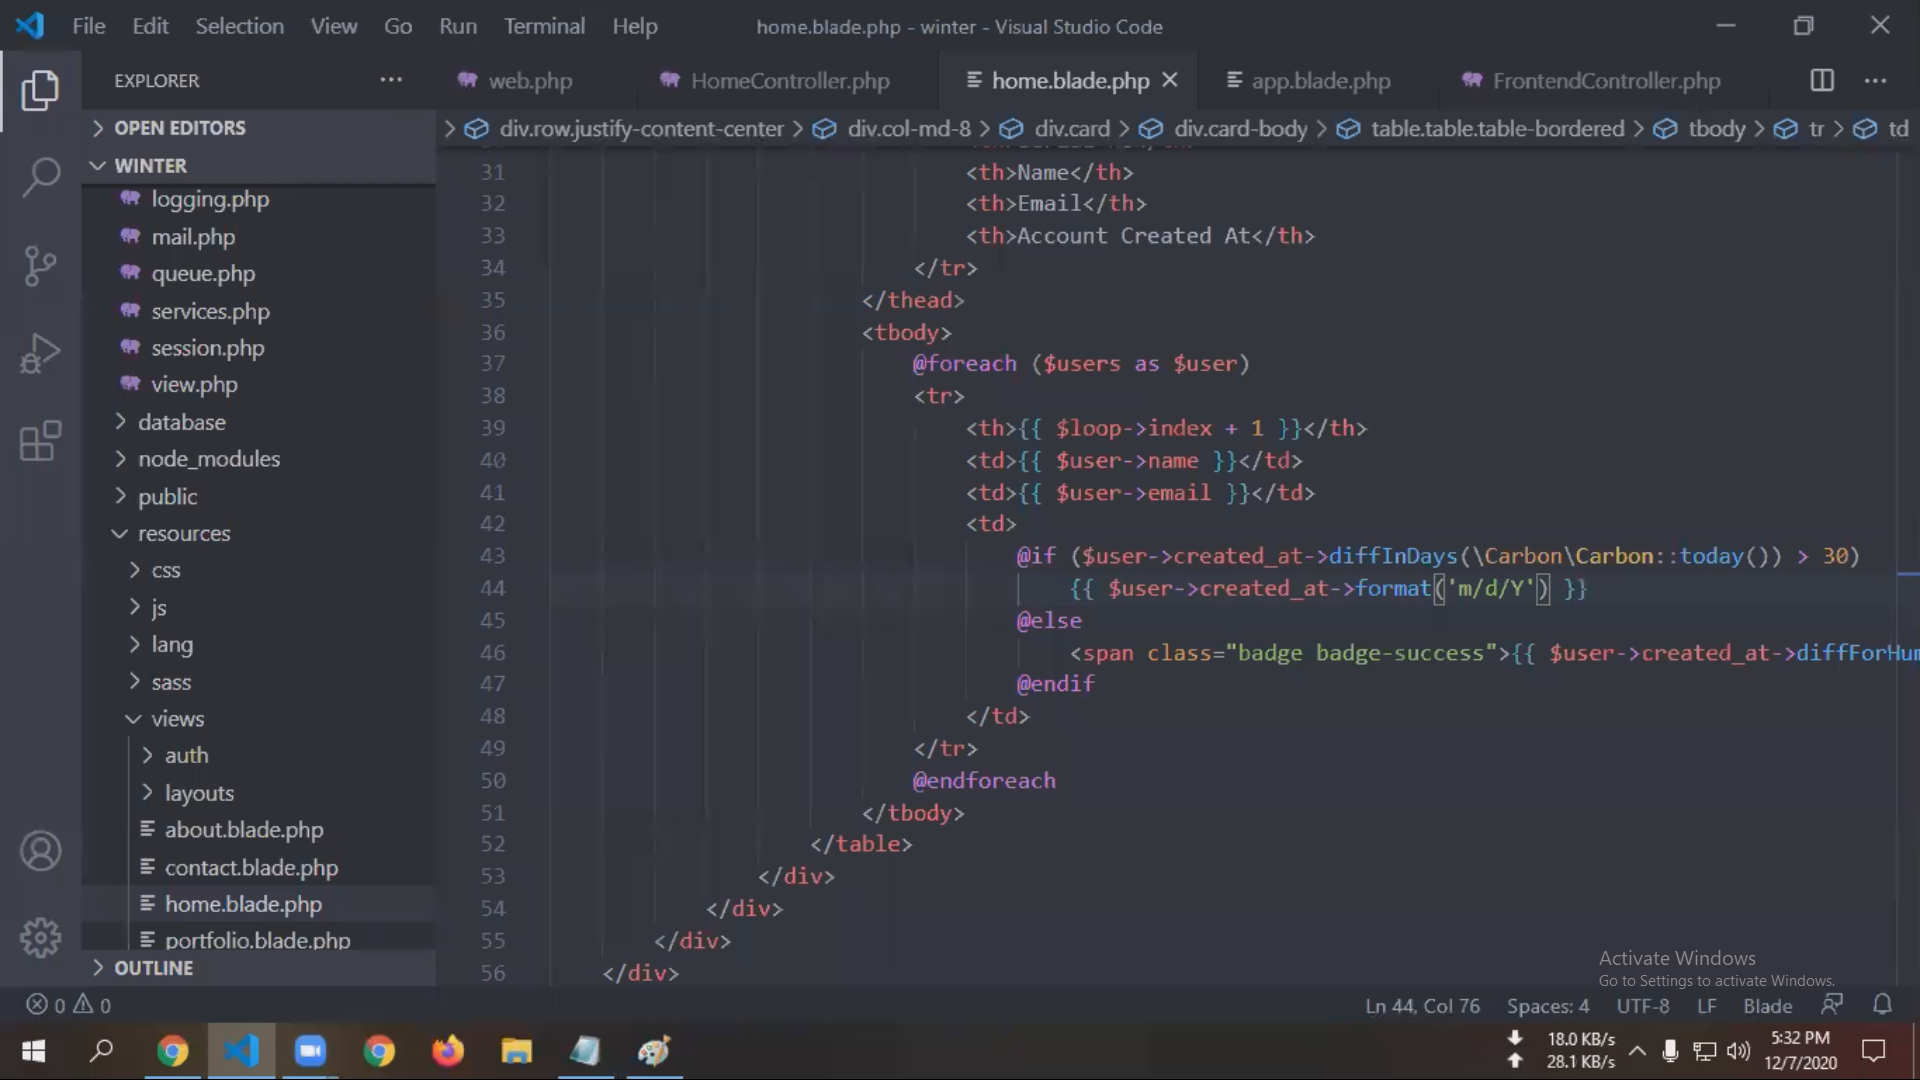 File Edit Selection View Go Run Terminal Help home.blade.php - winter - Visual Studio Code
EXPLORER ··· web.php HomeController.php home.blade.php app.blade.php FrontendController.php ···
OPEN EDITORS
div.row.justify-content-center div.col-md-8 div.card div.card-body table.table.table-bordered tbody tr td
WINTER
logging.php
mail.php
queue.php
services.php
session.php
view.php
database
node_modules
public
resources
css
js
lang
sass
views
auth
layouts
about.blade.php
contact.blade.php
home.blade.php
portfolio.blade.php
OUTLINE
31 <th>Name</th>
32 <th>Email</th>
33 <th>Account Created At</th>
34 </tr>
35 </thead>
36 <tbody>
37 @foreach ($users as $user)
38 <tr>
39 <th>{{ $loop->index + 1 }}</th>
40 <td>{{ $user->name }}</td>
41 <td>{{ $user->email }}</td>
42 <td>
43 @if ($user->created_at->diffInDays(\Carbon\Carbon::today()) > 30)
44 {{ $user->created_at->format('m/d/Y') }}
45 @else
46 <span class="badge badge-success">{{ $user->created_at->diffForHum
47 @endif
48 </td>
49 </tr>
50 @endforeach
51 </tbody>
52 </table>
53 </div>
54 </div>
55 </div>
56 </div>
Activate Windows
Go to Settings to activate Windows.
0 0 Ln 44, Col 76 Spaces: 4 UTF-8 LF Blade
18.0 KB/s
28.1 KB/s
5:32 PM
12/7/2020